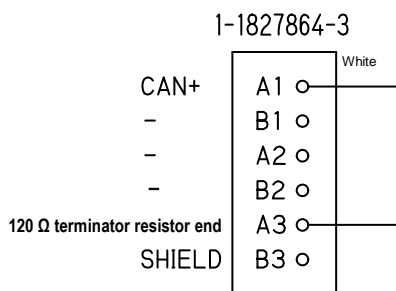 1-1827864-3
White
CAN+ A1
- B1
- A2
- B2
120 Ω terminator resistor end A3
SHIELD B3